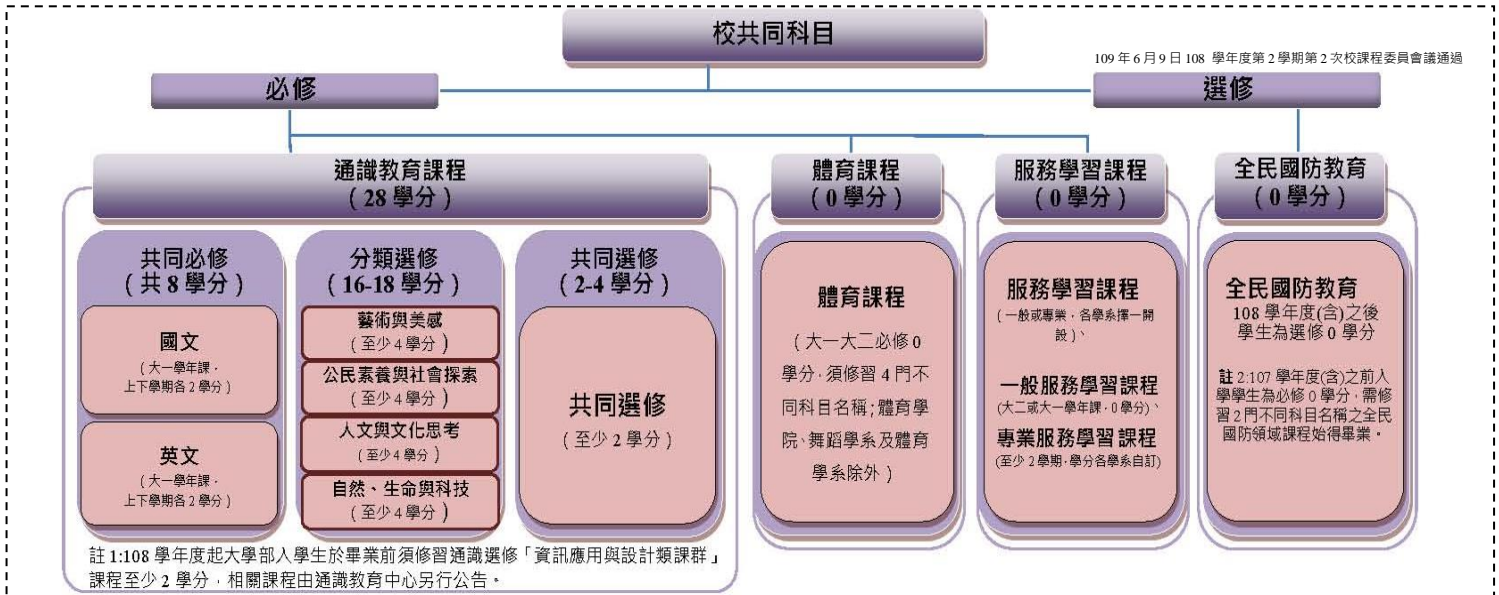 校共同科目
109年6月9日108 學年度第2學期第2次校課程委員會議通過
必修
選修
通識教育課程
(28 學分)
共同必修
(共8學分)
國文
(大一學年課，
上下學期各2學分)
英文
(大一學年課，
上下學期各2學分)
分類選修
(16-18 學分)
藝術與美感
(至少4學分)
公民素養與社會探索
(至少4學分)
人文與文化思考
(至少4學分)
自然、生命與科技
(至少4學分)
共同選修
(2-4 學分)
共同選修
(至少2學分)
註1:108 學年度起大學部入學生於畢業前須修習通識選修「資訊應用與設計類課群」
課程至少2學分，相關課程由通識教育中心另行公告。
體育課程
(0 學分)
體育課程
(大一大二必修0
學分，須修習4門不
同科目名稱;體育學
院、舞蹈學系及體育
學系除外)
服務學習課程
(0 學分)
服務學習課程
(一般或專業，各學系擇一開
設)、
一般服務學習課程
(大二或大一學年課，0學分)、
專業服務學習課程
(至少2學期，學分各學系自訂)
全民國防教育
(0 學分)
全民國防教育
108 學年度(含)之後
學生為選修0 學分
註2:107學年度(含)之前入
學學生為必修0學分，需修
習2門不同科目名稱之全民
國防領域課程始得畢業。